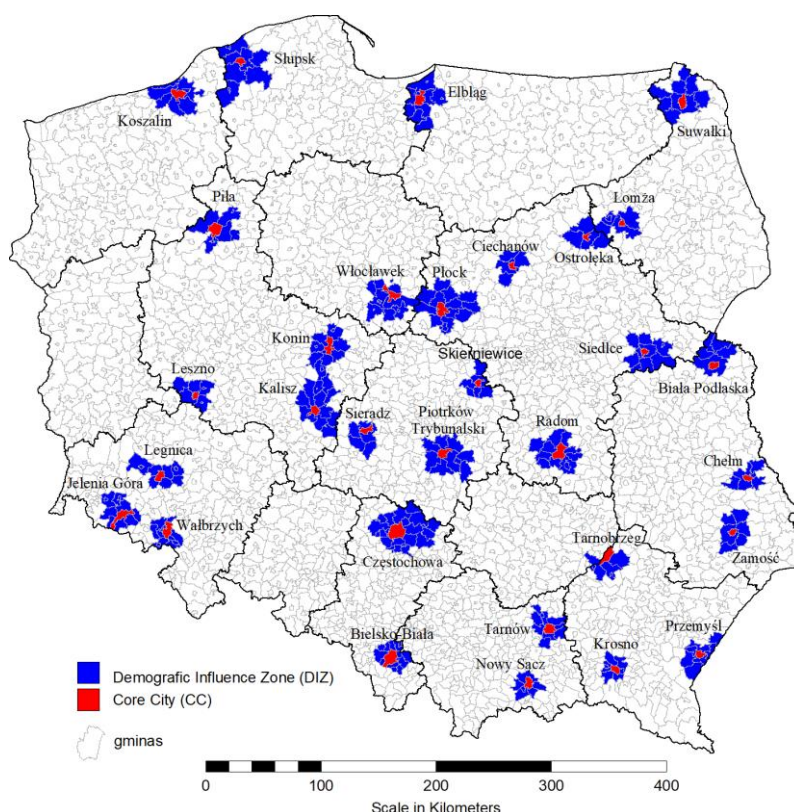 Słupsk
Koszalin
Elbląg
Suwałki
Piła
Łomża
Ciechanów
Ostrołęka
Włocławek
Płock
Konin
Siedlce
Skierniewice
Biała Podlaska
Leszno
Kalisz
Sieradz
Piotrków
Trybunalski
Radom
Legnica
Chełm
Jelenia Góra
Wałbrzych
Tarnobrzeg
Zamość
Częstochowa
Bielsko-Biała
Tarnów
Krosno
Przemyśl
Nowy Sącz
Demografic Influence Zone (DIZ)
Core City (CC)
gminas
0 100 200 300 400
Scale in Kilometers